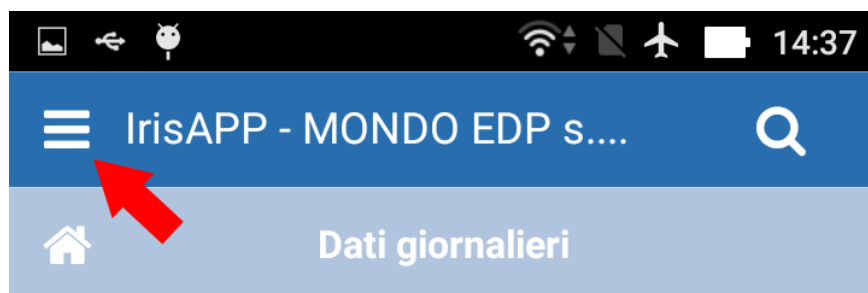 14:37
IrisAPP - MONDO EDP s....
Dati giornalieri